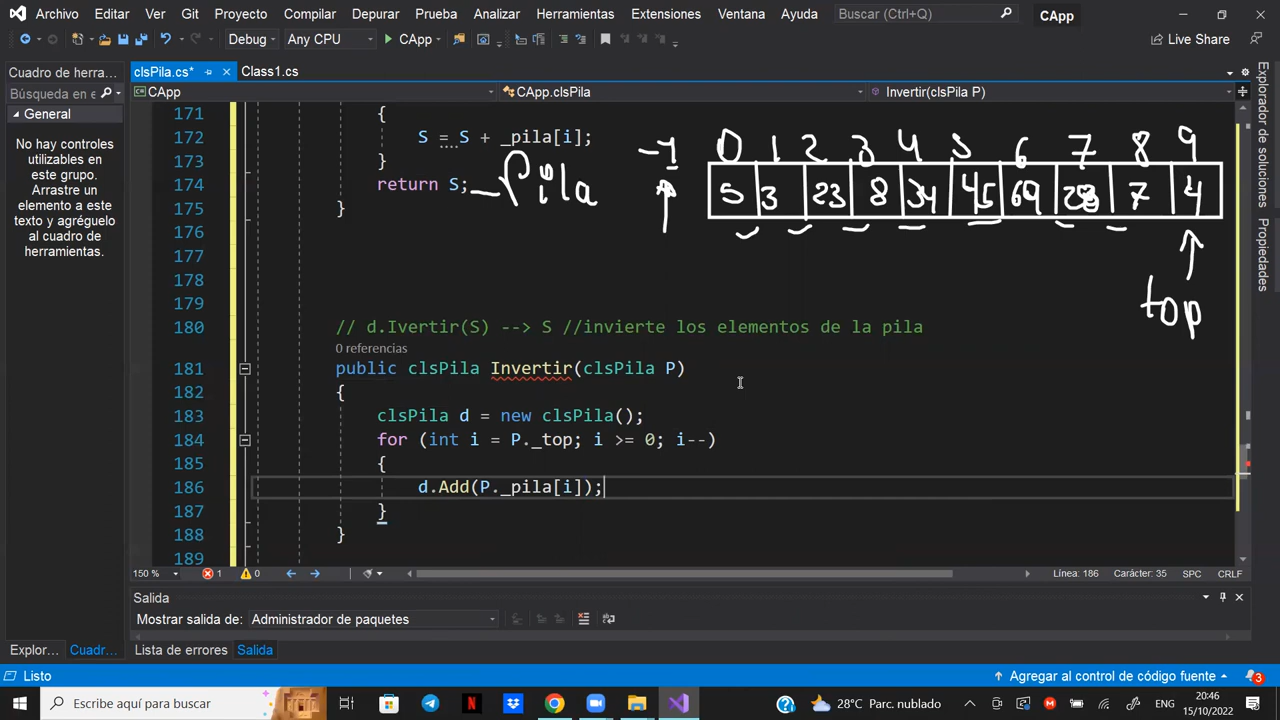 Archivo Editar Ver Git Proyecto Compilar Depurar Prueba Analizar Herramientas Extensiones Ventana Ayuda Buscar (Ctrl+Q) CApp
Debug Any CPU CApp Live Share
Cuadro de herra...
Búsqueda en e
General
No hay controles
utilizables en
este grupo.
Arrastre un
elemento a este
texto y agréguelo
al cuadro de
herramientas.
clsPila.cs* Class1.cs
CApp CApp.clsPila Invertir(clsPila P)
171 {
172 S = S + _pila[i];
173 }
174 return S;
175 }
176
177
178
179
180 // d.Ivertir(S) --> S //invierte los elementos de la pila
0 referencias
181 public clsPila Invertir(clsPila P)
182 {
183 clsPila d = new clsPila();
184 for (int i = P._top; i >= 0; i--)
185 {
186 d.Add(P._pila[i]);
187 }
188 }
189
-1 0 1 2 3 4 5 6 7 8 9
_Pila 5 3 23 8 34 45 69 28 7 4
top
Explorador de soluciones
Propiedades
150 % 1 0 Línea: 186 Carácter: 35 SPC CRLF
Salida
Mostrar salida de: Administrador de paquetes
Explor... Cuadr... Lista de errores Salida
Listo Agregar al control de código fuente 3
Escribe aquí para buscar 28°C Parc. nublado ENG 20:46
15/10/2022